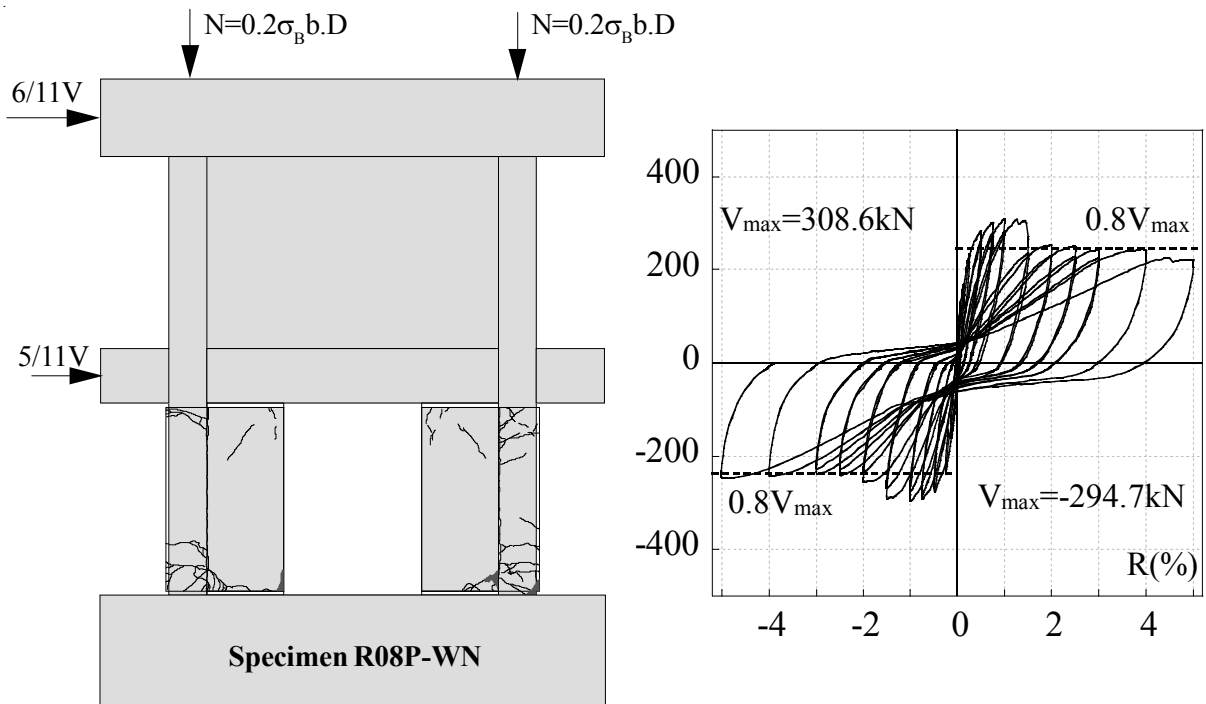 N=0.2σBb.D
N=0.2σBb.D
6/11V
5/11V
Specimen R08P-WN
400
200
0
-200
-400
Vmax=308.6kN
0.8Vmax
0.8Vmax
Vmax=-294.7kN
R(%)
-4 -2 0 2 4